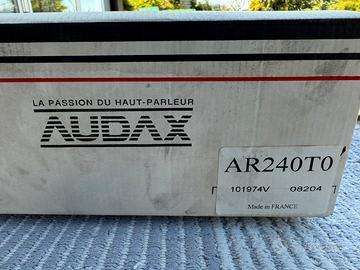 LA PASSION DU HAUT-PARLEUR
AUDAX
AR240T0
101974V 08204
Made in FRANCE